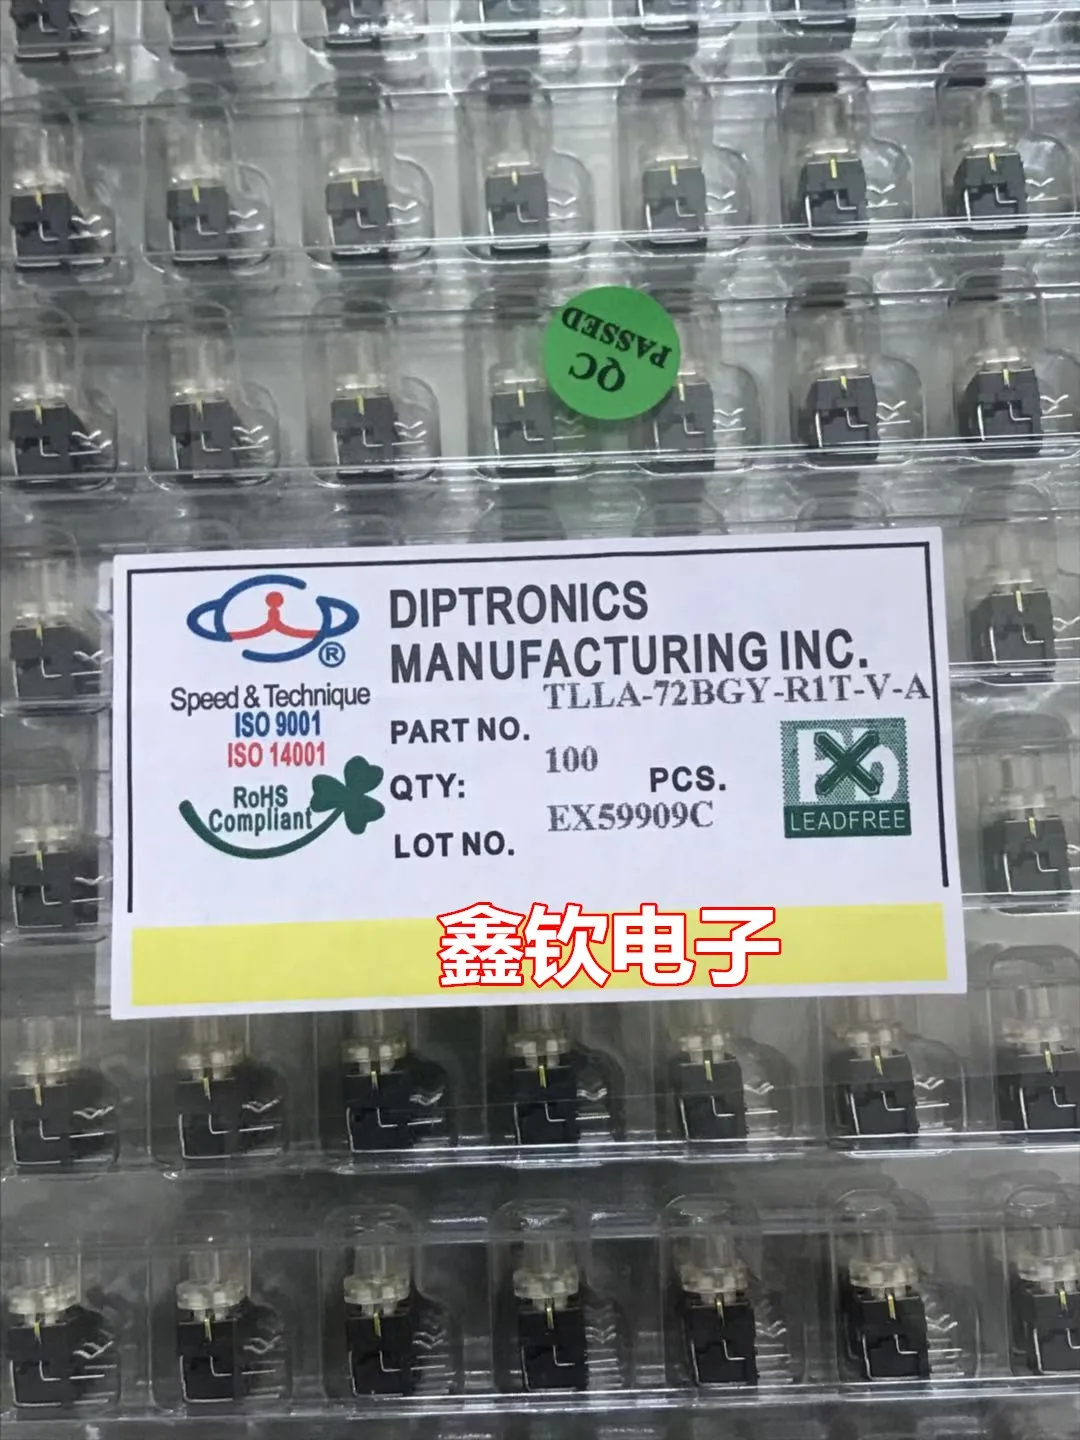 QC
PASSED
DIPTRONICS
MANUFACTURING INC.
®
Speed & Technique
ISO 9001
ISO 14001
RoHS
Compliant
PART NO. TLLA-72BGY-R1T-V-A
QTY: 100 PCS.
LOT NO. EX59909C
Pb
LEADFREE
鑫钦电子